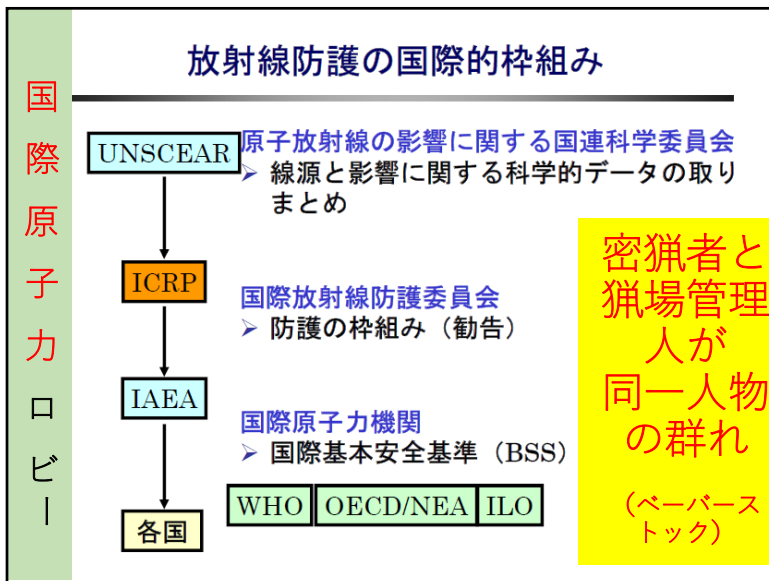 放射線防護の国際的枠組み
国際原子力ロビー
UNSCEAR
原子放射線の影響に関する国連科学委員会
➢ 線源と影響に関する科学的データの取り
まとめ
ICRP
国際放射線防護委員会
➢ 防護の枠組み（勧告）
IAEA
国際原子力機関
➢ 国際基本安全基準（BSS）
WHO OECD/NEA ILO
各国
密猟者と
猟場管理
人が
同一人物
の群れ
（ベーバース
トック）